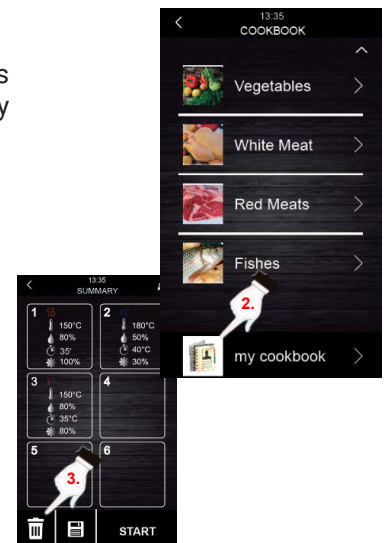 s
y
13:35
COOKBOOK
Vegetables
White Meat
Red Meats
Fishes
2.
my cookbook
13:35
SUMMARY
1
150°C
80%
35'
100%
2
180°C
50%
40°C
30%
3
150°C
80%
35°C
80%
4
5
6
3.
START